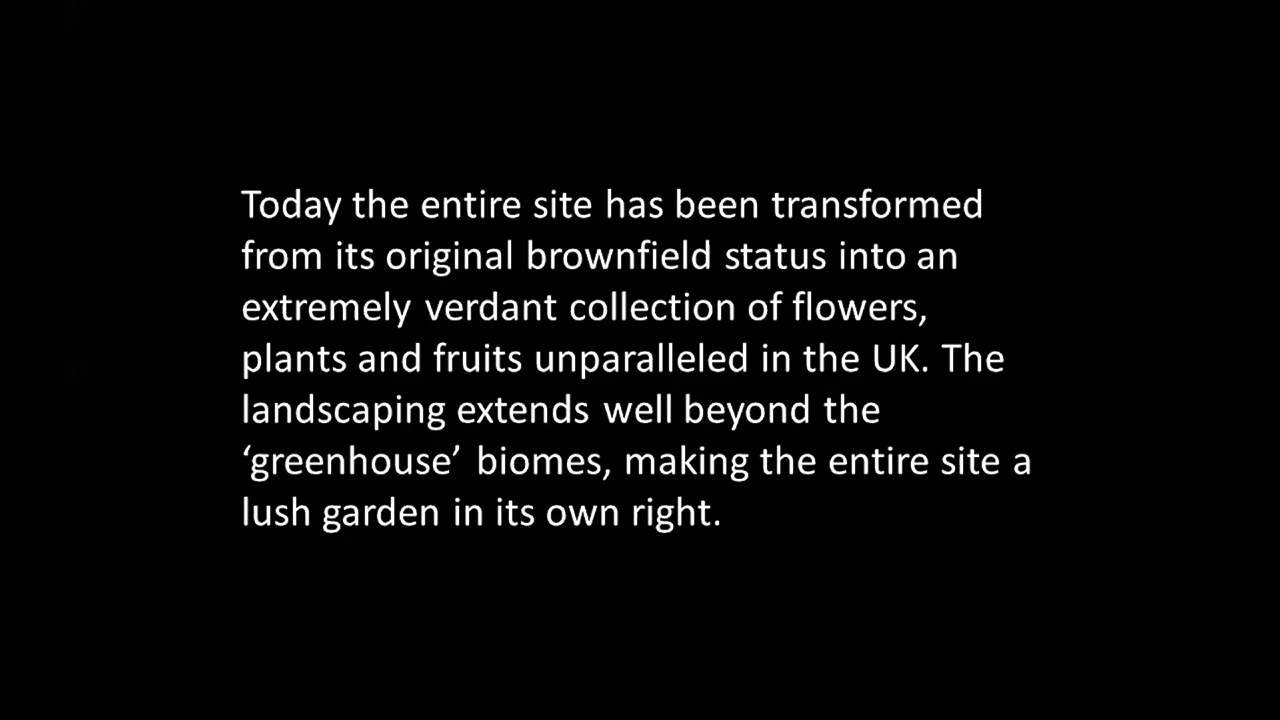 Today the entire site has been transformed
from its original brownfield status into an
extremely verdant collection of flowers,
plants and fruits unparalleled in the UK. The
landscaping extends well beyond the
‘greenhouse’ biomes, making the entire site a
lush garden in its own right.